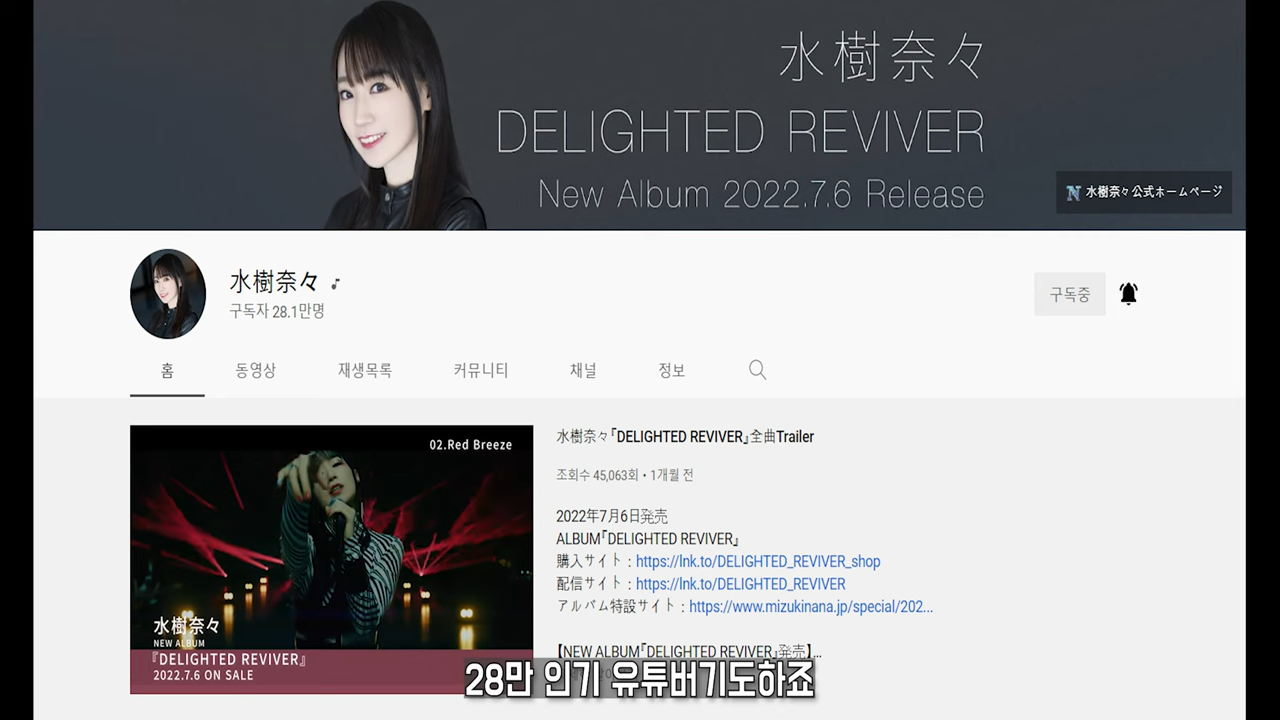 水樹奈々
DELIGHTED REVIVER
New Album 2022.7.6 Release
水樹奈々公式ホームページ
水樹奈々
구독자 28.1만명
구독중
홈 동영상 재생목록 커뮤니티 채널 정보
02.Red Breeze
水樹奈々
NEW ALBUM
『DELIGHTED REVIVER』
2022.7.6 ON SALE
水樹奈々『DELIGHTED REVIVER』全曲Trailer
조회수 45,063회 • 1개월 전
2022年7月6日発売
ALBUM『DELIGHTED REVIVER』
購入サイト：https://lnk.to/DELIGHTED_REVIVER_shop
配信サイト：https://lnk.to/DELIGHTED_REVIVER
アルバム特設サイト：https://www.mizukinana.jp/special/202...
【NEW ALBUM『DELIGHTED REVIVER』発売】...
28만 인기 유튜버기도하죠